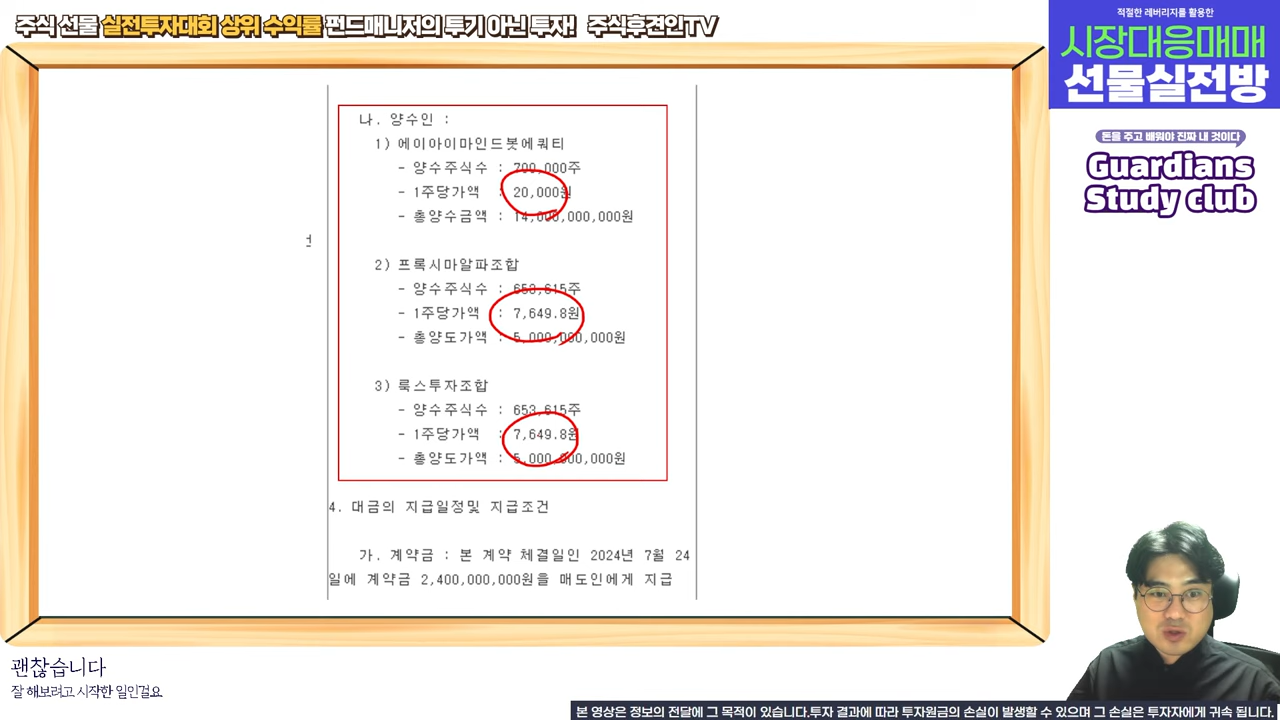 주식 선물 실전투자대회 상위 수익률 펀드매니저의 투기 아닌 투자! 주식후견인TV
적절한 레버리지를 활용한
시장대응매매
선물실전방
돈을 주고 배워야 진짜 내 것이다
Guardians
Study club
나. 양수인 :
1) 에이아이마인드봇에쿼티
- 양수주식수 : 700,000주
- 1주당가액 : 20,000원
- 총양수금액 : 14,000,000,000원
2) 프록시마알파조합
- 양수주식수 : 653,615주
- 1주당가액 : 7,649.8원
- 총양도가액 : 5,000,000,000원
3) 룩스투자조합
- 양수주식수 : 653,615주
- 1주당가액 : 7,649.8원
- 총양도가액 : 5,000,000,000원
4. 대금의 지급일정및 지급조건
가. 계약금 : 본 계약 체결일인 2024년 7월 24
일에 계약금 2,400,000,000원을 매도인에게 지급
괜찮습니다
잘 해보려고 시작한 일인걸요
본 영상은 정보의 전달에 그 목적이 있습니다.투자 결과에 따라 투자원금의 손실이 발생할 수 있으며 그 손실은 투자자에게 귀속 됩니다.